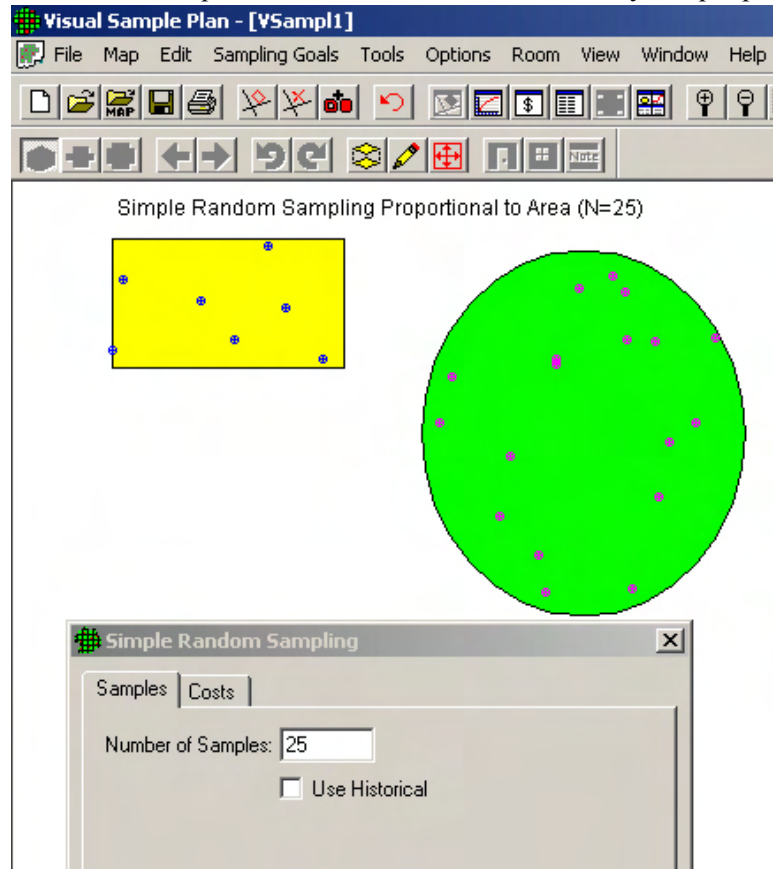 Visual Sample Plan - [VSampl1]
File Map Edit Sampling Goals Tools Options Room View Window Help
MAP $
Note
Simple Random Sampling Proportional to Area (N=25)
Simple Random Sampling
Samples Costs
Number of Samples: 25
Use Historical